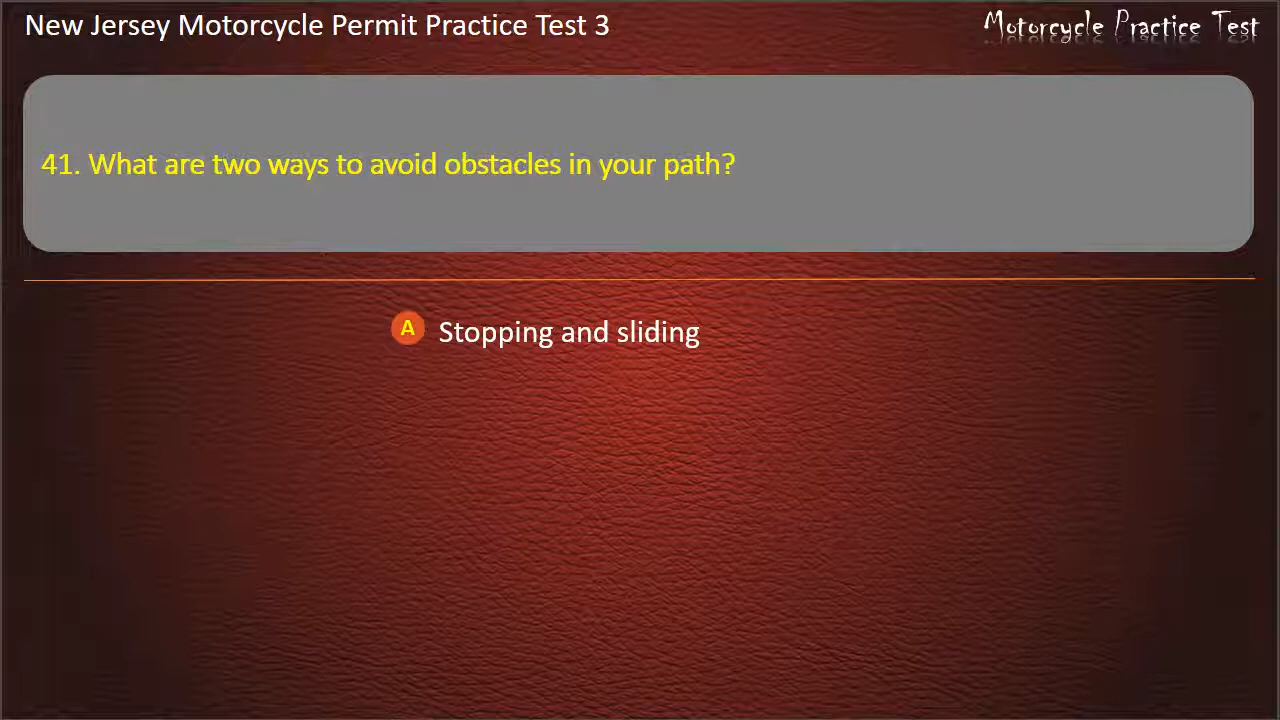 New Jersey Motorcycle Permit Practice Test 3
Motorcycle Practice Test
41. What are two ways to avoid obstacles in your path?
A Stopping and sliding